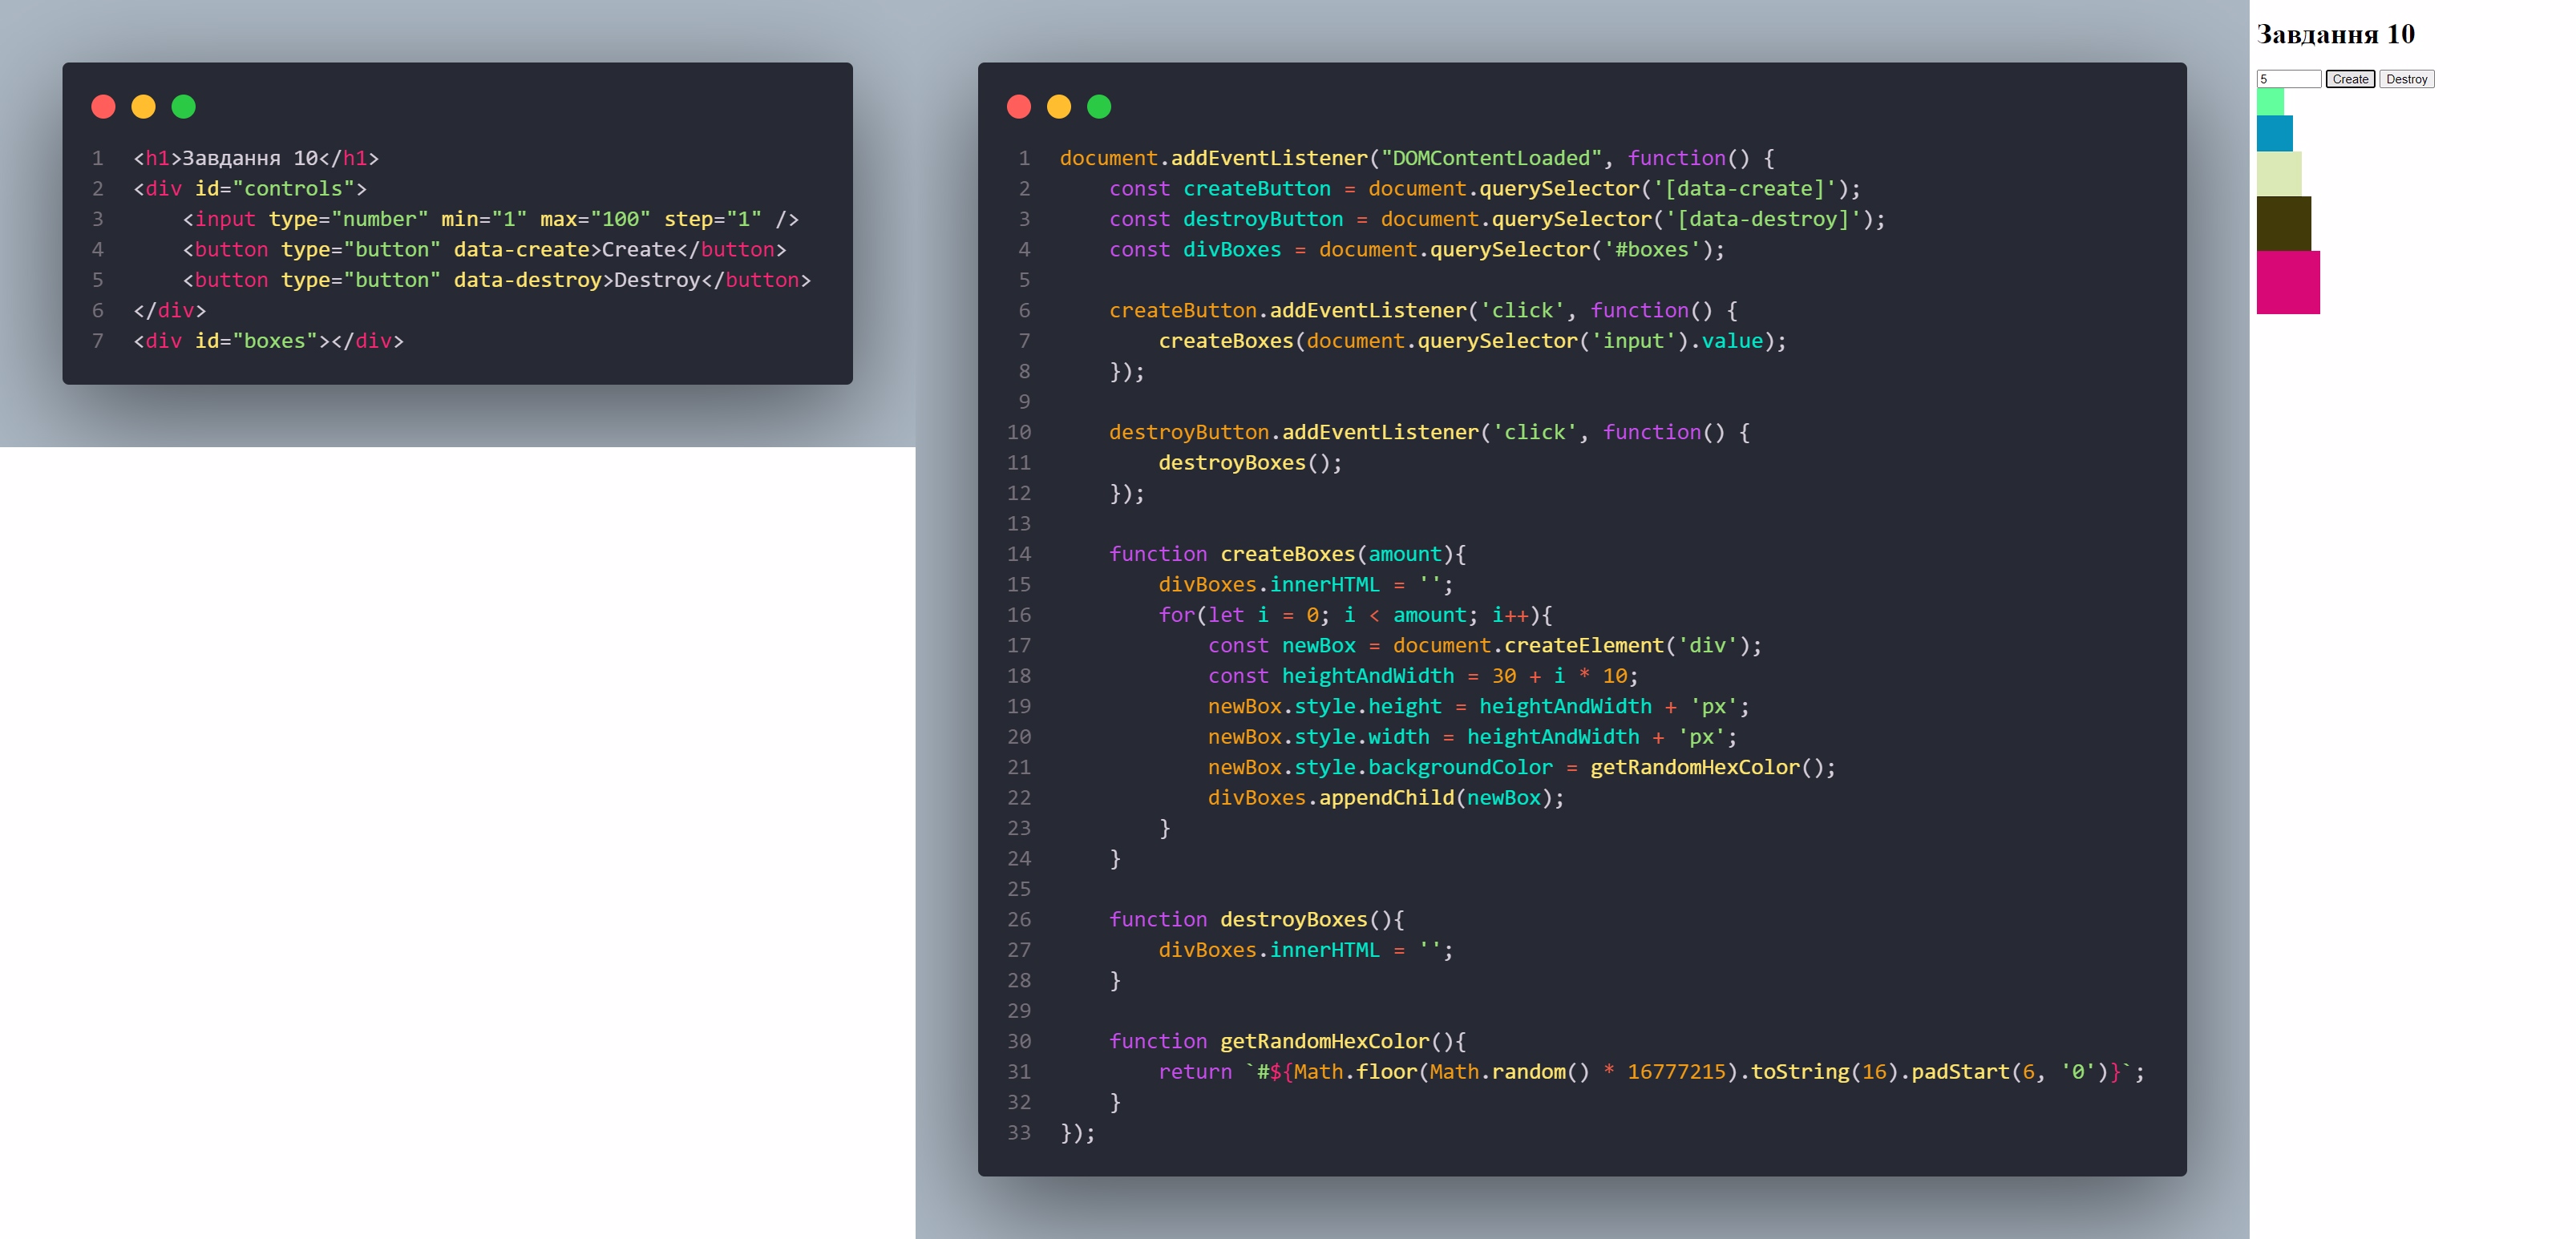 1 <h1>Завдання 10</h1>
2 <div id="controls">
3     <input type="number" min="1" max="100" step="1" />
4     <button type="button" data-create>Create</button>
5     <button type="button" data-destroy>Destroy</button>
6 </div>
7 <div id="boxes"></div>
1 document.addEventListener("DOMContentLoaded", function() {
2     const createButton = document.querySelector('[data-create]');
3     const destroyButton = document.querySelector('[data-destroy]');
4     const divBoxes = document.querySelector('#boxes');
5
6     createButton.addEventListener('click', function() {
7         createBoxes(document.querySelector('input').value);
8     });
9
10     destroyButton.addEventListener('click', function() {
11         destroyBoxes();
12     });
13
14     function createBoxes(amount){
15         divBoxes.innerHTML = '';
16         for(let i = 0; i < amount; i++){
17             const newBox = document.createElement('div');
18             const heightAndWidth = 30 + i * 10;
19             newBox.style.height = heightAndWidth + 'px';
20             newBox.style.width = heightAndWidth + 'px';
21             newBox.style.backgroundColor = getRandomHexColor();
22             divBoxes.appendChild(newBox);
23         }
24     }
25
26     function destroyBoxes(){
27         divBoxes.innerHTML = '';
28     }
29
30     function getRandomHexColor(){
31         return `#${Math.floor(Math.random() * 16777215).toString(16).padStart(6, '0')}`;
32     }
33 });
Завдання 10
5 Create Destroy